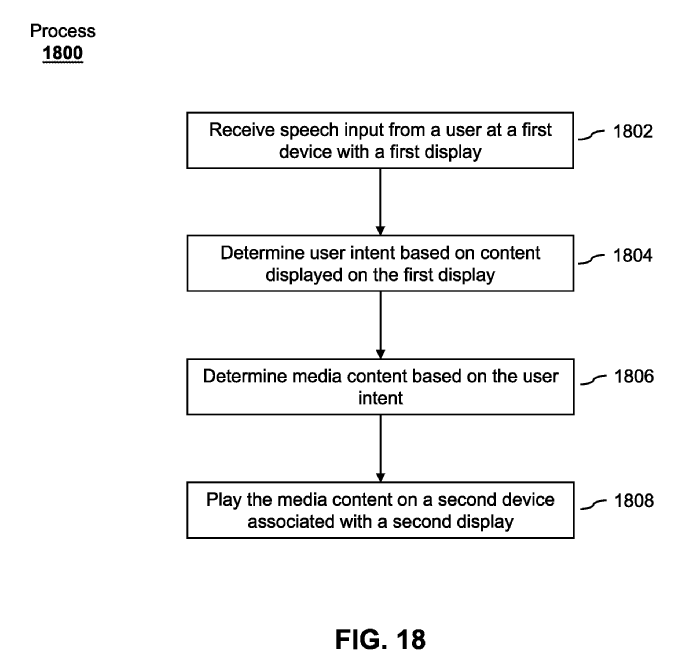 Process
1800
Receive speech input from a user at a first
device with a first display
1802
Determine user intent based on content
displayed on the first display
1804
Determine media content based on the user
intent
1806
Play the media content on a second device
associated with a second display
1808
FIG. 18